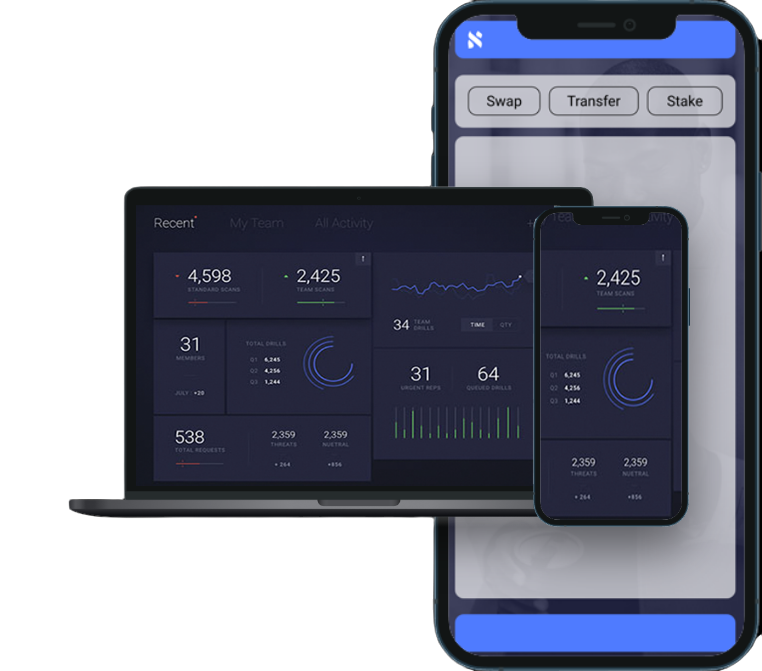 Swap Transfer Stake
Recent My Team All Activity
4,598
STANDARD SCANS
2,425
TEAM SCANS
34 TEAM DRILLS
TIME QTY
31
MEMBERS
JULY: +20
TOTAL DRILLS
Q1 6,245
Q2 4,256
Q3 1,244
31
URGENT REPS
64
QUEUED DRILLS
538
TOTAL REQUESTS
2,359
THREATS
+ 264
2,359
NUETRAL
+856
2,425
TEAM SCANS
TOTAL DRILLS
Q1 6,245
Q2 4,256
Q3 1,244
2,359
THREATS
+ 264
2,359
NUETRAL
+856